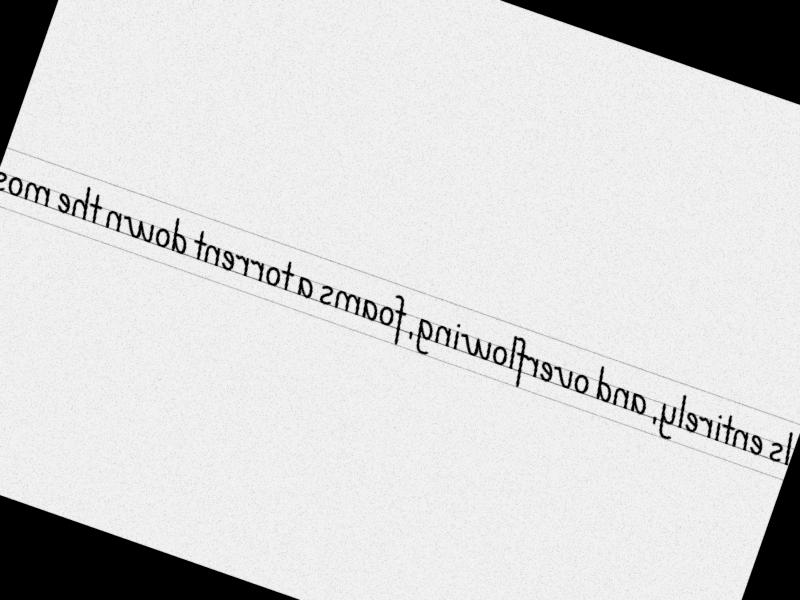 ls entirely, and overflowing, foams a torrent down the mos